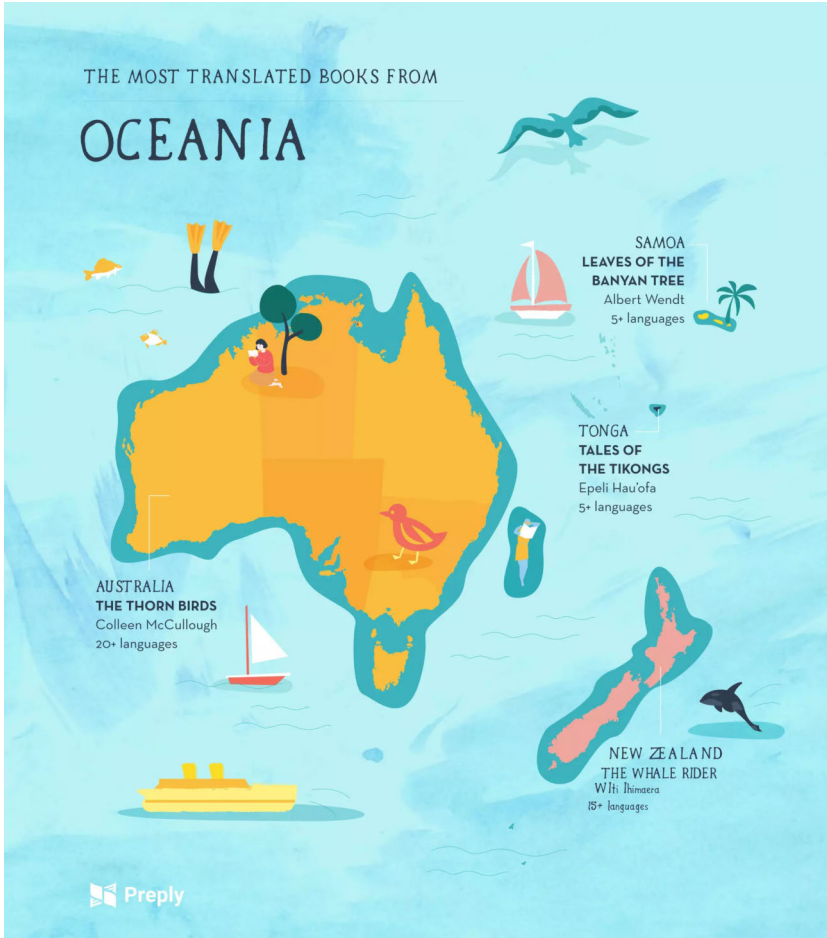 THE MOST TRANSLATED BOOKS FROM
OCEANIA
SAMOA
LEAVES OF THE
BANYAN TREE
Albert Wendt
5+ languages
TONGA
TALES OF
THE TIKONGS
Epeli Hau'ofa
5+ languages
AUSTRALIA
THE THORN BIRDS
Colleen McCullough
20+ languages
NEW ZEALAND
THE WHALE RIDER
WIti Ihimaera
15+ languages
Preply